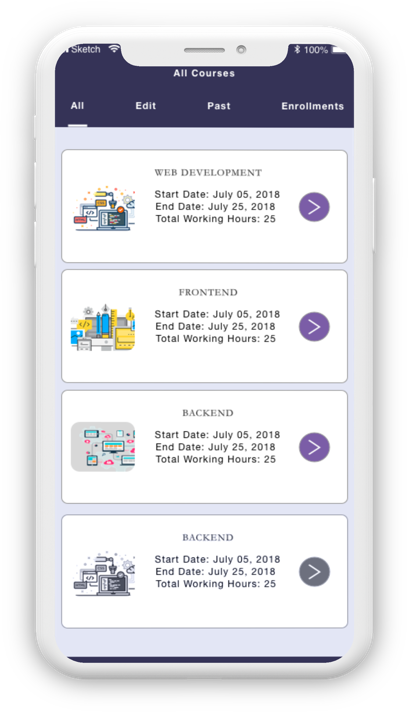 Sketch 100%
All Courses
All Edit Past Enrollments
WEB DEVELOPMENT
Start Date: July 05, 2018
End Date: July 25, 2018
Total Working Hours: 25
FRONTEND
Start Date: July 05, 2018
End Date: July 25, 2018
Total Working Hours: 25
BACKEND
Start Date: July 05, 2018
End Date: July 25, 2018
Total Working Hours: 25
BACKEND
Start Date: July 05, 2018
End Date: July 25, 2018
Total Working Hours: 25